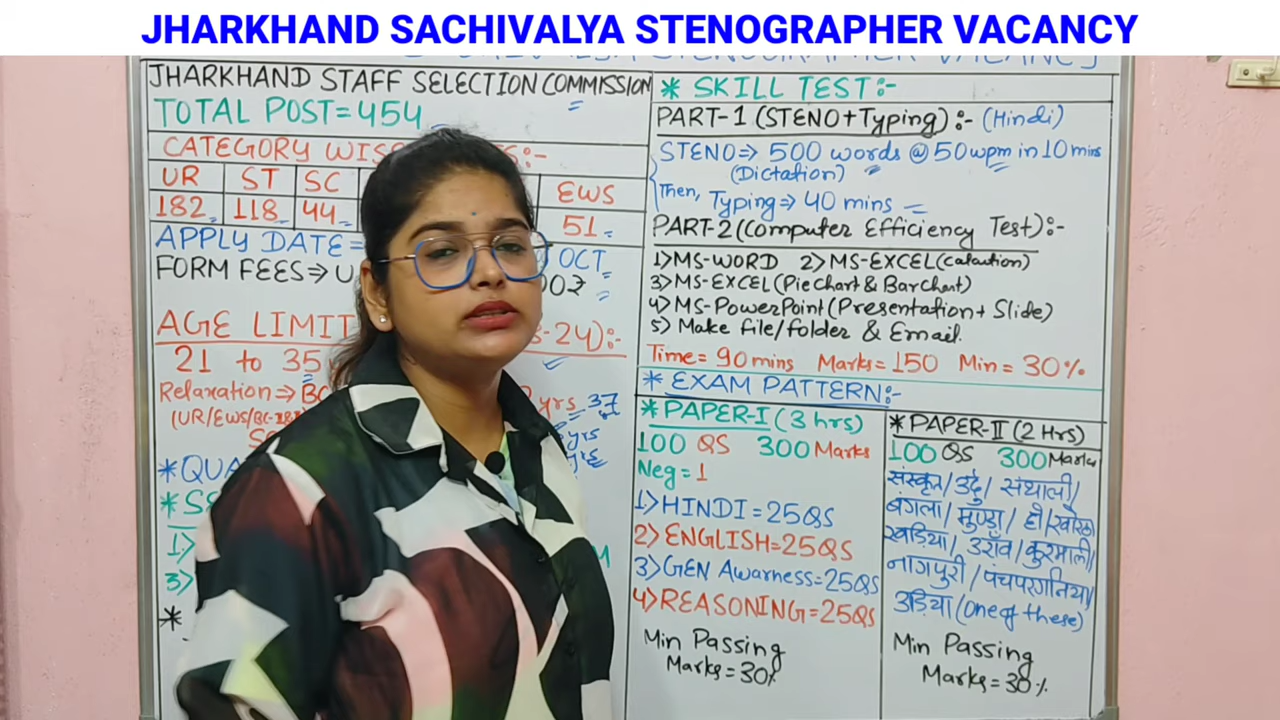 JHARKHAND SACHIVALYA STENOGRAPHER VACANCY
JHARKHAND STAFF SELECTION COMMISSION
TOTAL POST=454
CATEGORY
UR ST SC EWS
182 118 44 51
APPLY DATE= OCT
FORM FEES⇒
AGE LIMIT 24):-
21 to 35
Relaxation⇒ yrs 37
yrs
* SKILL TEST:-
PART-1 (STENO+Typing):- (Hindi)
STENO⇒ 500 words @ 50wpm in 10 mins
(Dictation)
Then, Typing⇒ 40 mins
PART-2 (Computer Efficiency Test):-
1>MS-WORD 2>MS-EXCEL(calaution)
3>MS-EXCEL(Pie Chart & Bar Chart)
4>MS-PowerPoint(Presentation+ Slide)
5> Make file/folder & Email.
Time= 90 mins Marks=150 Min=30%
* EXAM PATTERN:-
*PAPER-I (3 hrs)
100 QS 300 Marks
Neg=1
1>HINDI=25QS
2>ENGLISH=25QS
3>GEN Awarness=25QS
4>REASONING=25QS
Min Passing
Marks=30%
*PAPER-II (2 Hrs)
100 QS 300 Marks
संस्कृत/उर्दू/ संथाली/
बंगला/ मुण्डा/ हो/
खड़िया/ उराँव/ कुरमाली/
नागपुरी/पंचपरगनिया/
उड़िया(one of these)
Min Passing
Marks=30%